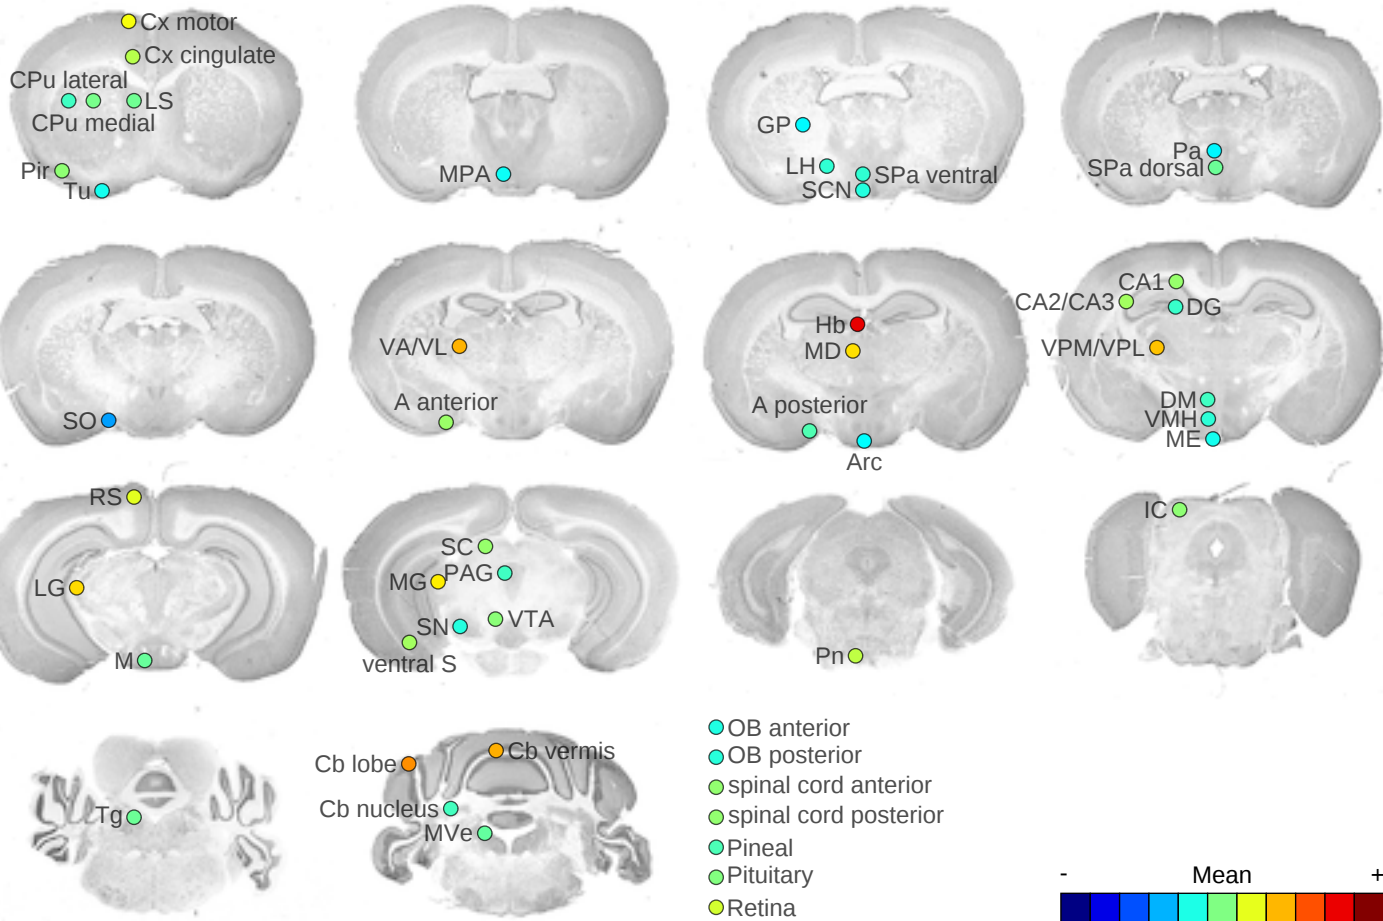 Cx motor
Cx cingulate
CPu lateral
LS
CPu medial
Pir
Tu
MPA
GP
LH
SPa ventral
SCN
Pa
SPa dorsal
SO
VA/VL
A anterior
Hb
MD
A posterior
Arc
CA1
CA2/CA3
DG
VPM/VPL
DM
VMH
ME
RS
LG
M
SC
MG
PAG
SN
VTA
ventral S
Pn
IC
Tg
Cb lobe
Cb vermis
Cb nucleus
MVe
OB anterior
OB posterior
spinal cord anterior
spinal cord posterior
Pineal
Pituitary
Retina
- Mean +